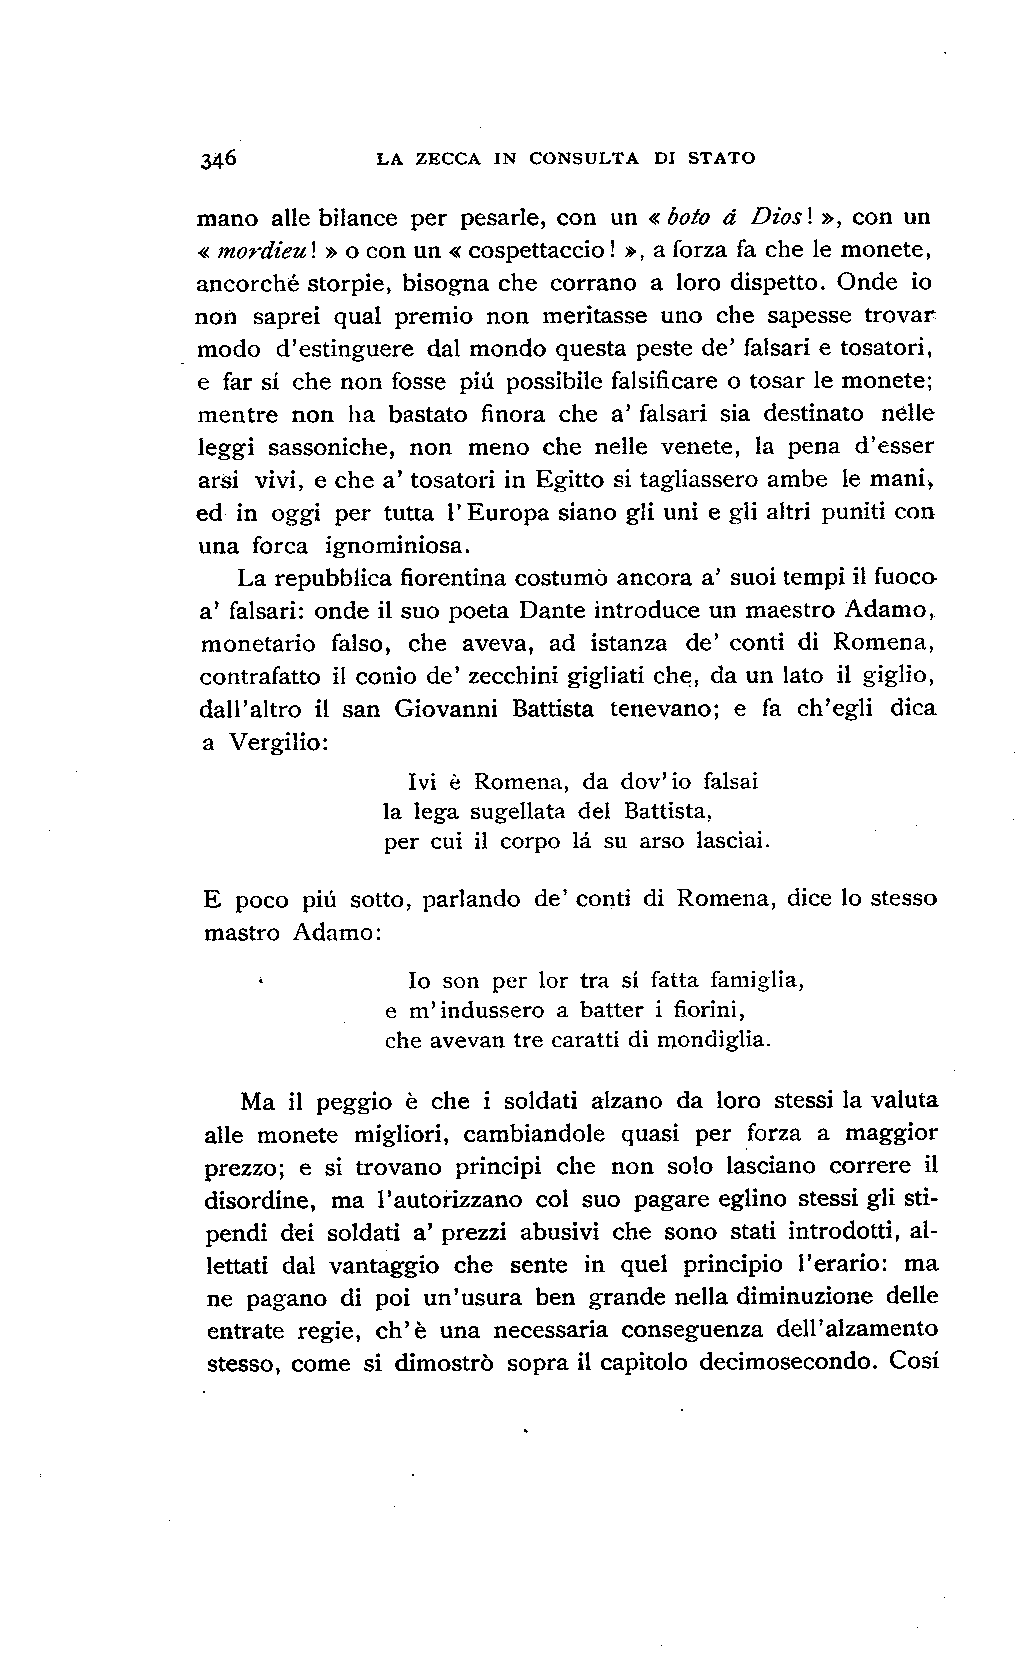 346 LA ZECCA IN CONSULTA DI STATO
mano alle bilance per pesarle, con un « boto á Dios! », con un
« mordieu! » o con un « cospettaccio! », a forza fa che le monete,
ancorché storpie, bisogna che corrano a loro dispetto. Onde io
non saprei qual premio non meritasse uno che sapesse trovar
modo d'estinguere dal mondo questa peste de' falsari e tosatori,
e far sí che non fosse piú possibile falsificare o tosar le monete;
mentre non ha bastato finora che a' falsari sia destinato nelle
leggi sassoniche, non meno che nelle venete, la pena d'esser
arsi vivi, e che a' tosatori in Egitto si tagliassero ambe le mani,
ed in oggi per tutta l'Europa siano gli uni e gli altri puniti con
una forca ignominiosa.
La repubblica fiorentina costumò ancora a' suoi tempi il fuoco
a' falsari: onde il suo poeta Dante introduce un maestro Adamo,
monetario falso, che aveva, ad istanza de' conti di Romena,
contrafatto il conio de' zecchini gigliati che, da un lato il giglio,
dall'altro il san Giovanni Battista tenevano; e fa ch'egli dica
a Vergilio:
Ivi è Romena, da dov'io falsai
la lega sugellata del Battista,
per cui il corpo lá su arso lasciai.
E poco piú sotto, parlando de' conti di Romena, dice lo stesso
mastro Adamo:
Io son per lor tra sí fatta famiglia,
e m'indussero a batter i fiorini,
che avevan tre caratti di mondiglia.
Ma il peggio è che i soldati alzano da loro stessi la valuta
alle monete migliori, cambiandole quasi per forza a maggior
prezzo; e si trovano principi che non solo lasciano correre il
disordine, ma l'autorizzano col suo pagare eglino stessi gli sti-
pendi dei soldati a' prezzi abusivi che sono stati introdotti, al-
lettati dal vantaggio che sente in quel principio l'erario: ma
ne pagano di poi un'usura ben grande nella diminuzione delle
entrate regie, ch'è una necessaria conseguenza dell'alzamento
stesso, come si dimostrò sopra il capitolo decimosecondo. Cosí